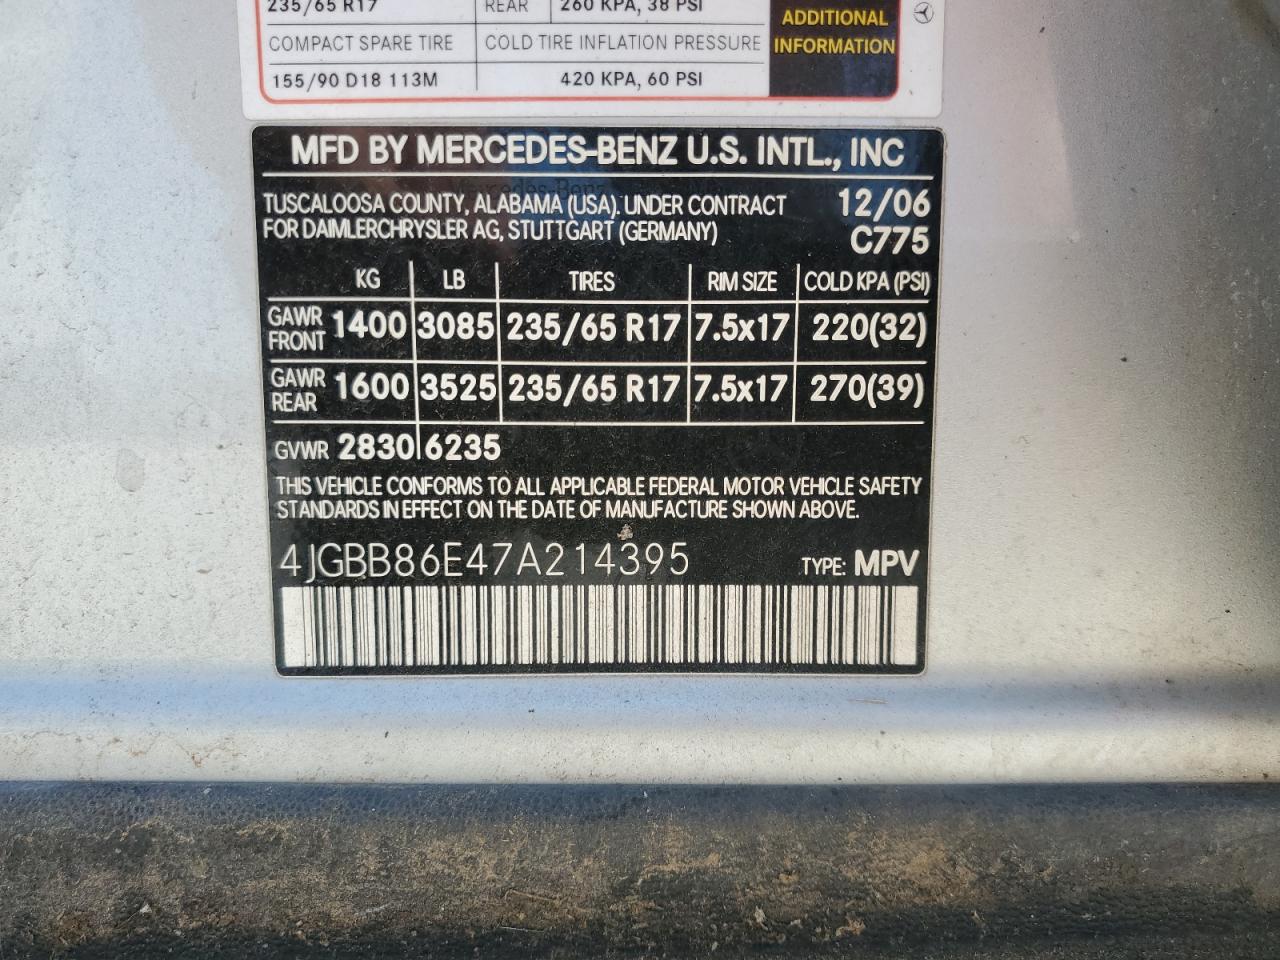 235/65 R17 REAR 260 KPA, 38 PSI
COMPACT SPARE TIRE COLD TIRE INFLATION PRESSURE
155/90 D18 113M 420 KPA, 60 PSI
ADDITIONAL
INFORMATION
MFD BY MERCEDES-BENZ U.S. INTL., INC
TUSCALOOSA COUNTY, ALABAMA (USA). UNDER CONTRACT 12/06
FOR DAIMLERCHRYSLER AG, STUTTGART (GERMANY) C775
KG LB TIRES RIM SIZE COLD KPA (PSI)
GAWR FRONT 1400 3085 235/65 R17 7.5x17 220(32)
GAWR REAR 1600 3525 235/65 R17 7.5x17 270(39)
GVWR 2830 6235
THIS VEHICLE CONFORMS TO ALL APPLICABLE FEDERAL MOTOR VEHICLE SAFETY
STANDARDS IN EFFECT ON THE DATE OF MANUFACTURE SHOWN ABOVE.
4JGBB86E47A214395 TYPE: MPV